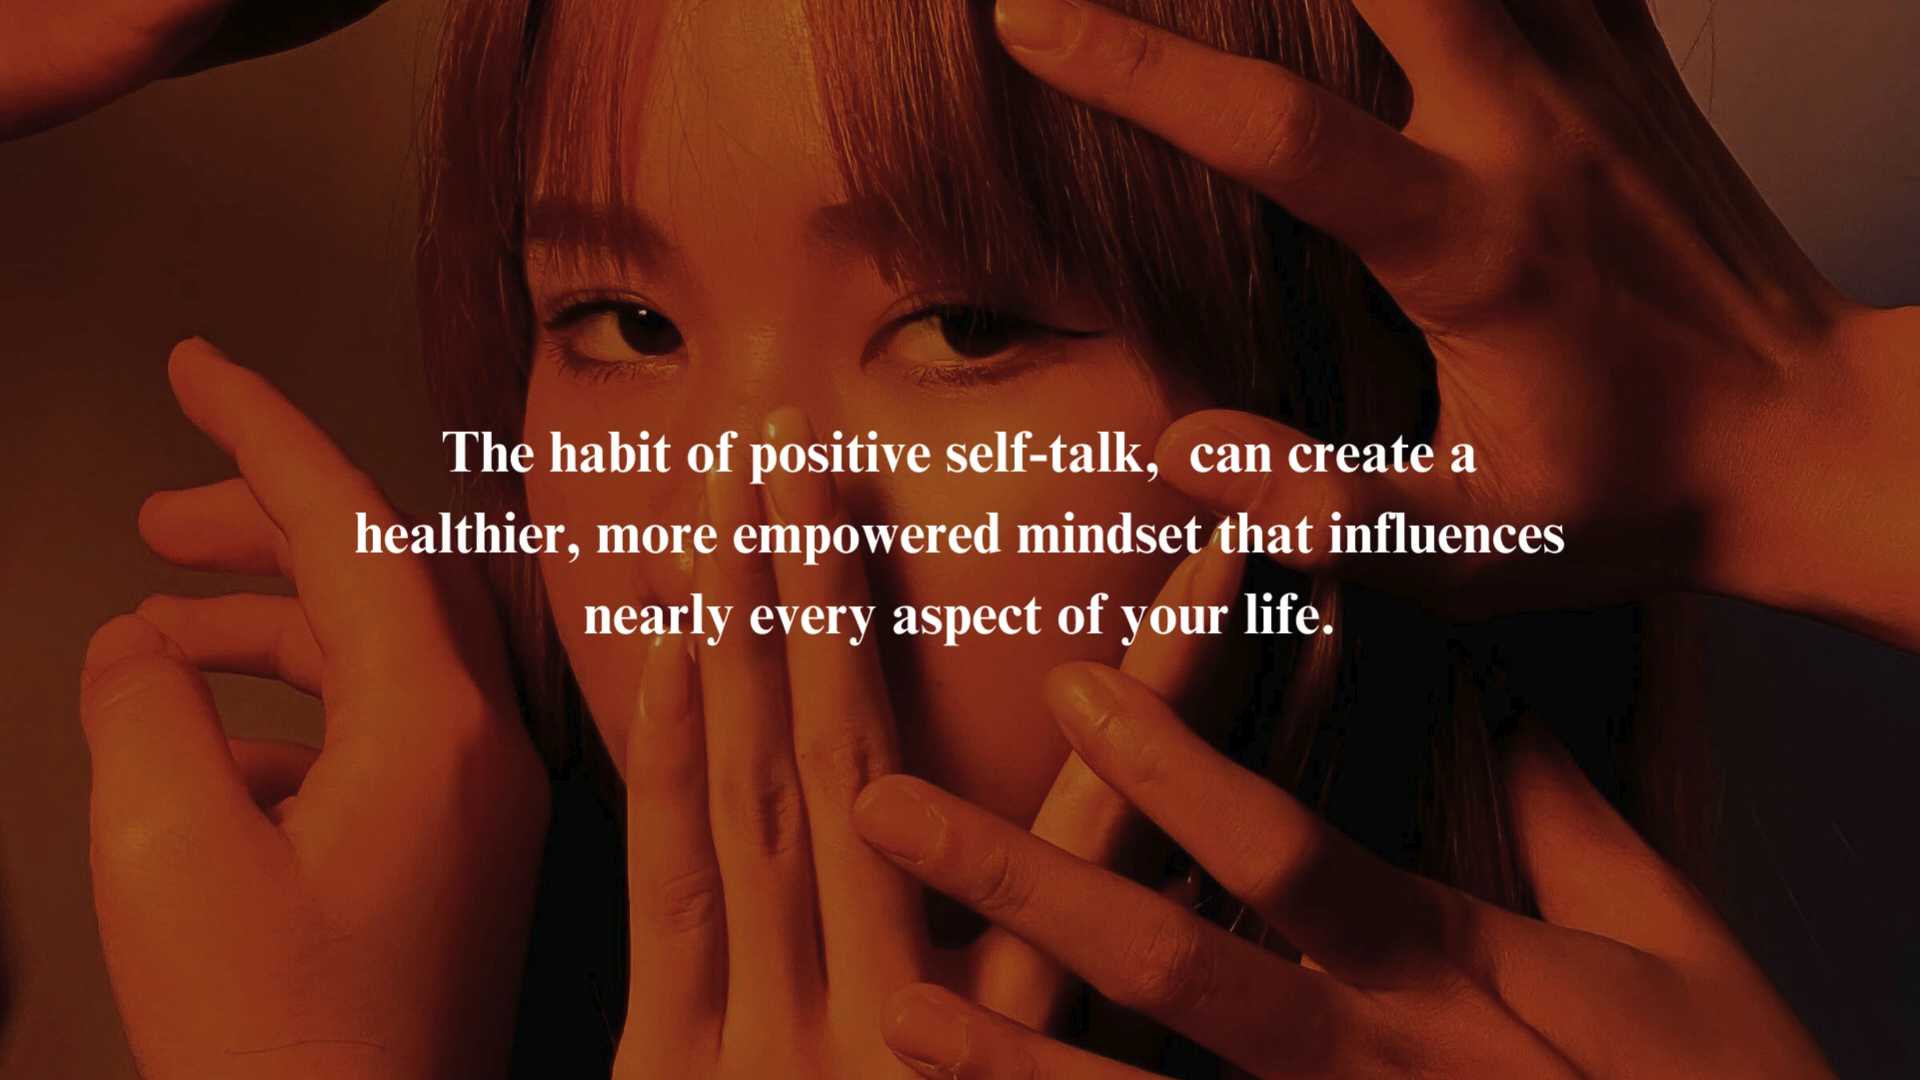 The habit of positive self-talk,  can create a
healthier, more empowered mindset that influences
nearly every aspect of your life.